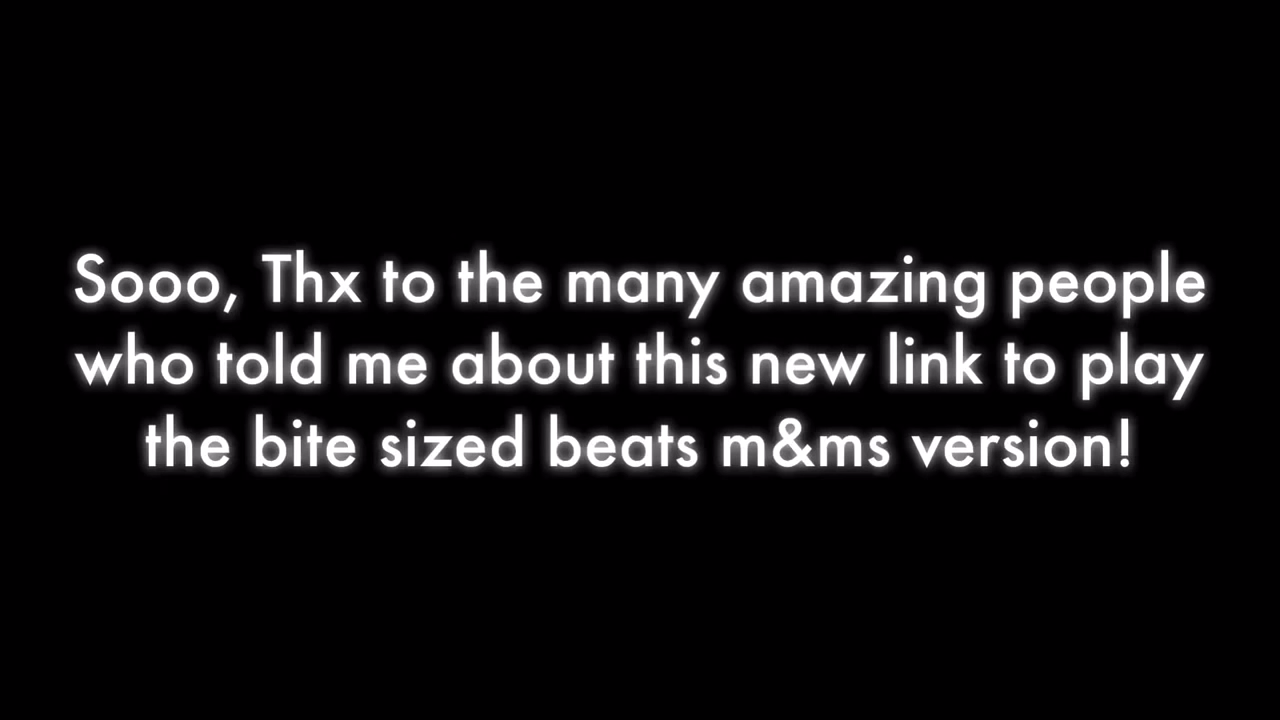 Sooo, Thx to the many amazing people
who told me about this new link to play
the bite sized beats m&ms version!